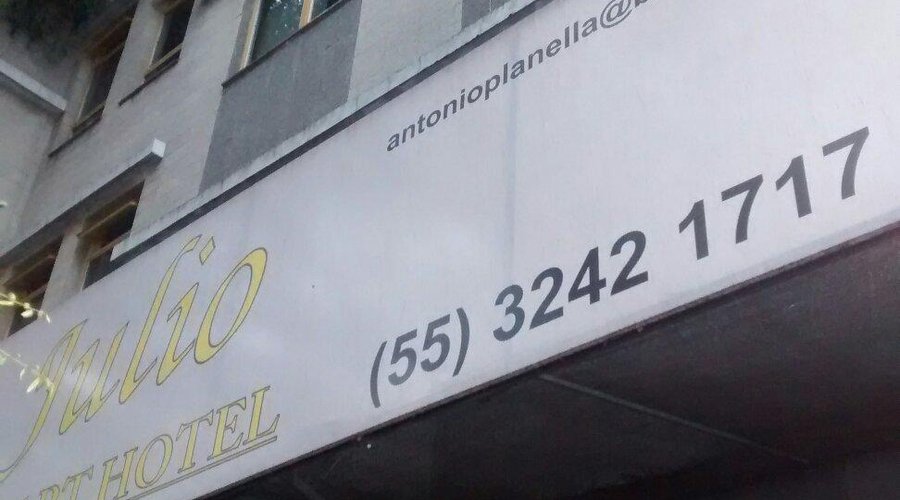 antonioplanella@
(55) 3242 1717
Julio
HOTEL